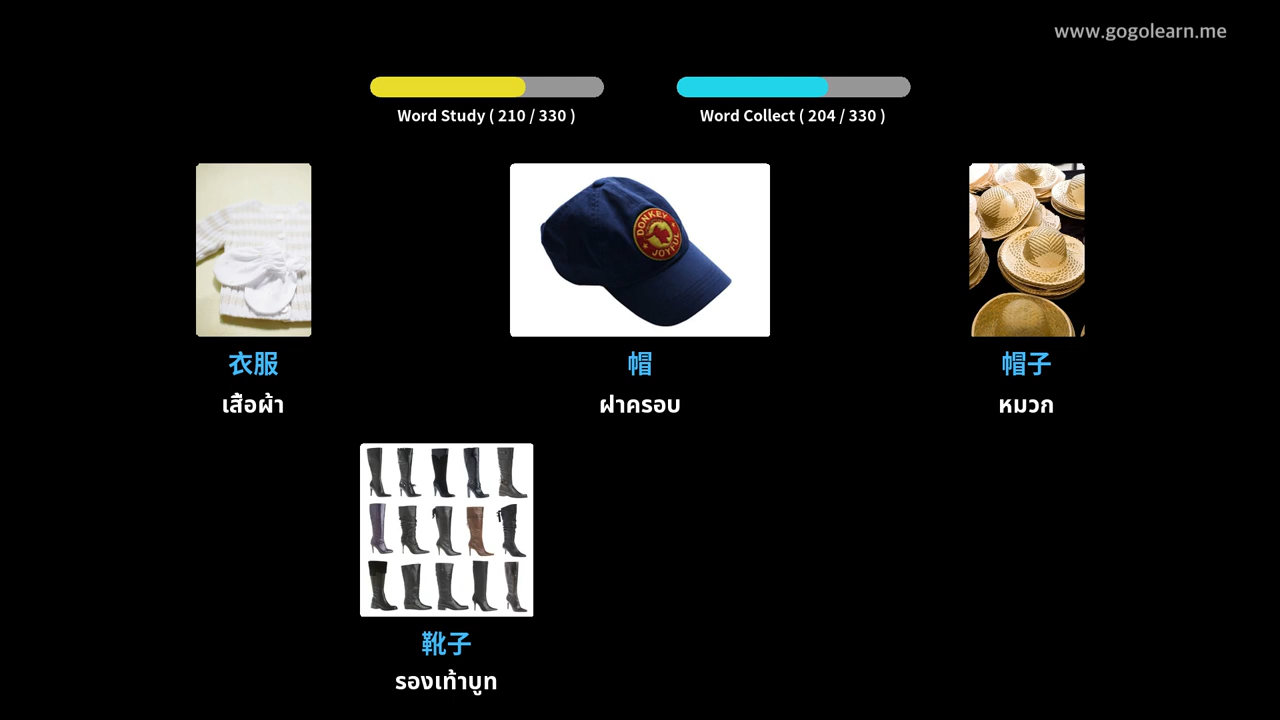 www.gogolearn.me
Word Study ( 210 / 330 )
Word Collect ( 204 / 330 )
DONKEY
JOYFUL
衣服
帽
帽子
เสื้อผ้า
ฝาครอบ
หมวก
靴子
รองเท้าบูท